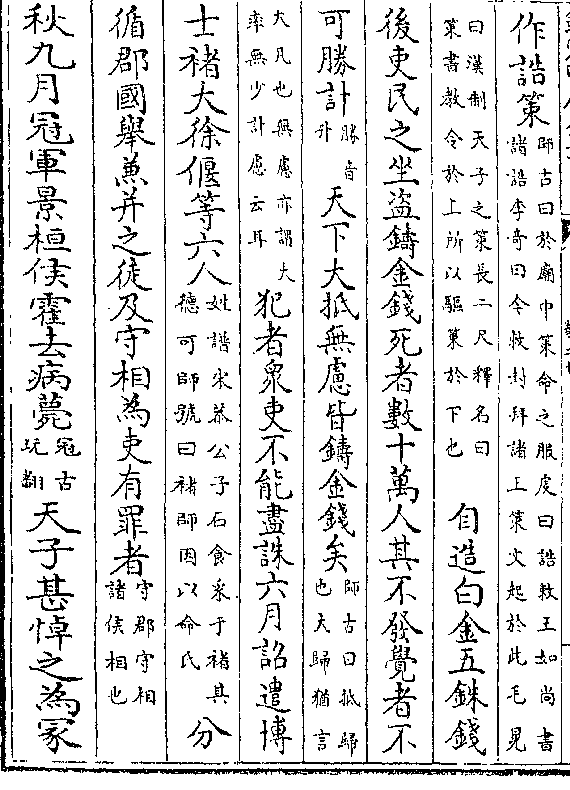 作誥策師古曰於廟中策命之服虔曰誥敕王如尚書諸誥李奇曰今敕封拜諸王策文起於此毛晃
曰漢制天子之策長二尺釋名曰策書教令於上所以驅策於下也自造白金五銖錢
後吏民之坐盜鑄金錢死者數十萬人其不發覺者不
可勝計勝音升天下大抵無慮皆鑄金錢矣師古曰抵歸也大歸猶言
大凡也無慮亦謂大率無少計慮云耳犯者衆吏不能盡誅六月詔遣博
士褚大徐偃等六人姓譜宋恭公子石食采于褚其德可師號曰褚師因以命氏分
循郡國舉兼并之徒及守相為吏有罪者守郡守相諸侯相也
秋九月冠軍景桓侯霍去病薨冠古玩翻天子甚悼之為冢